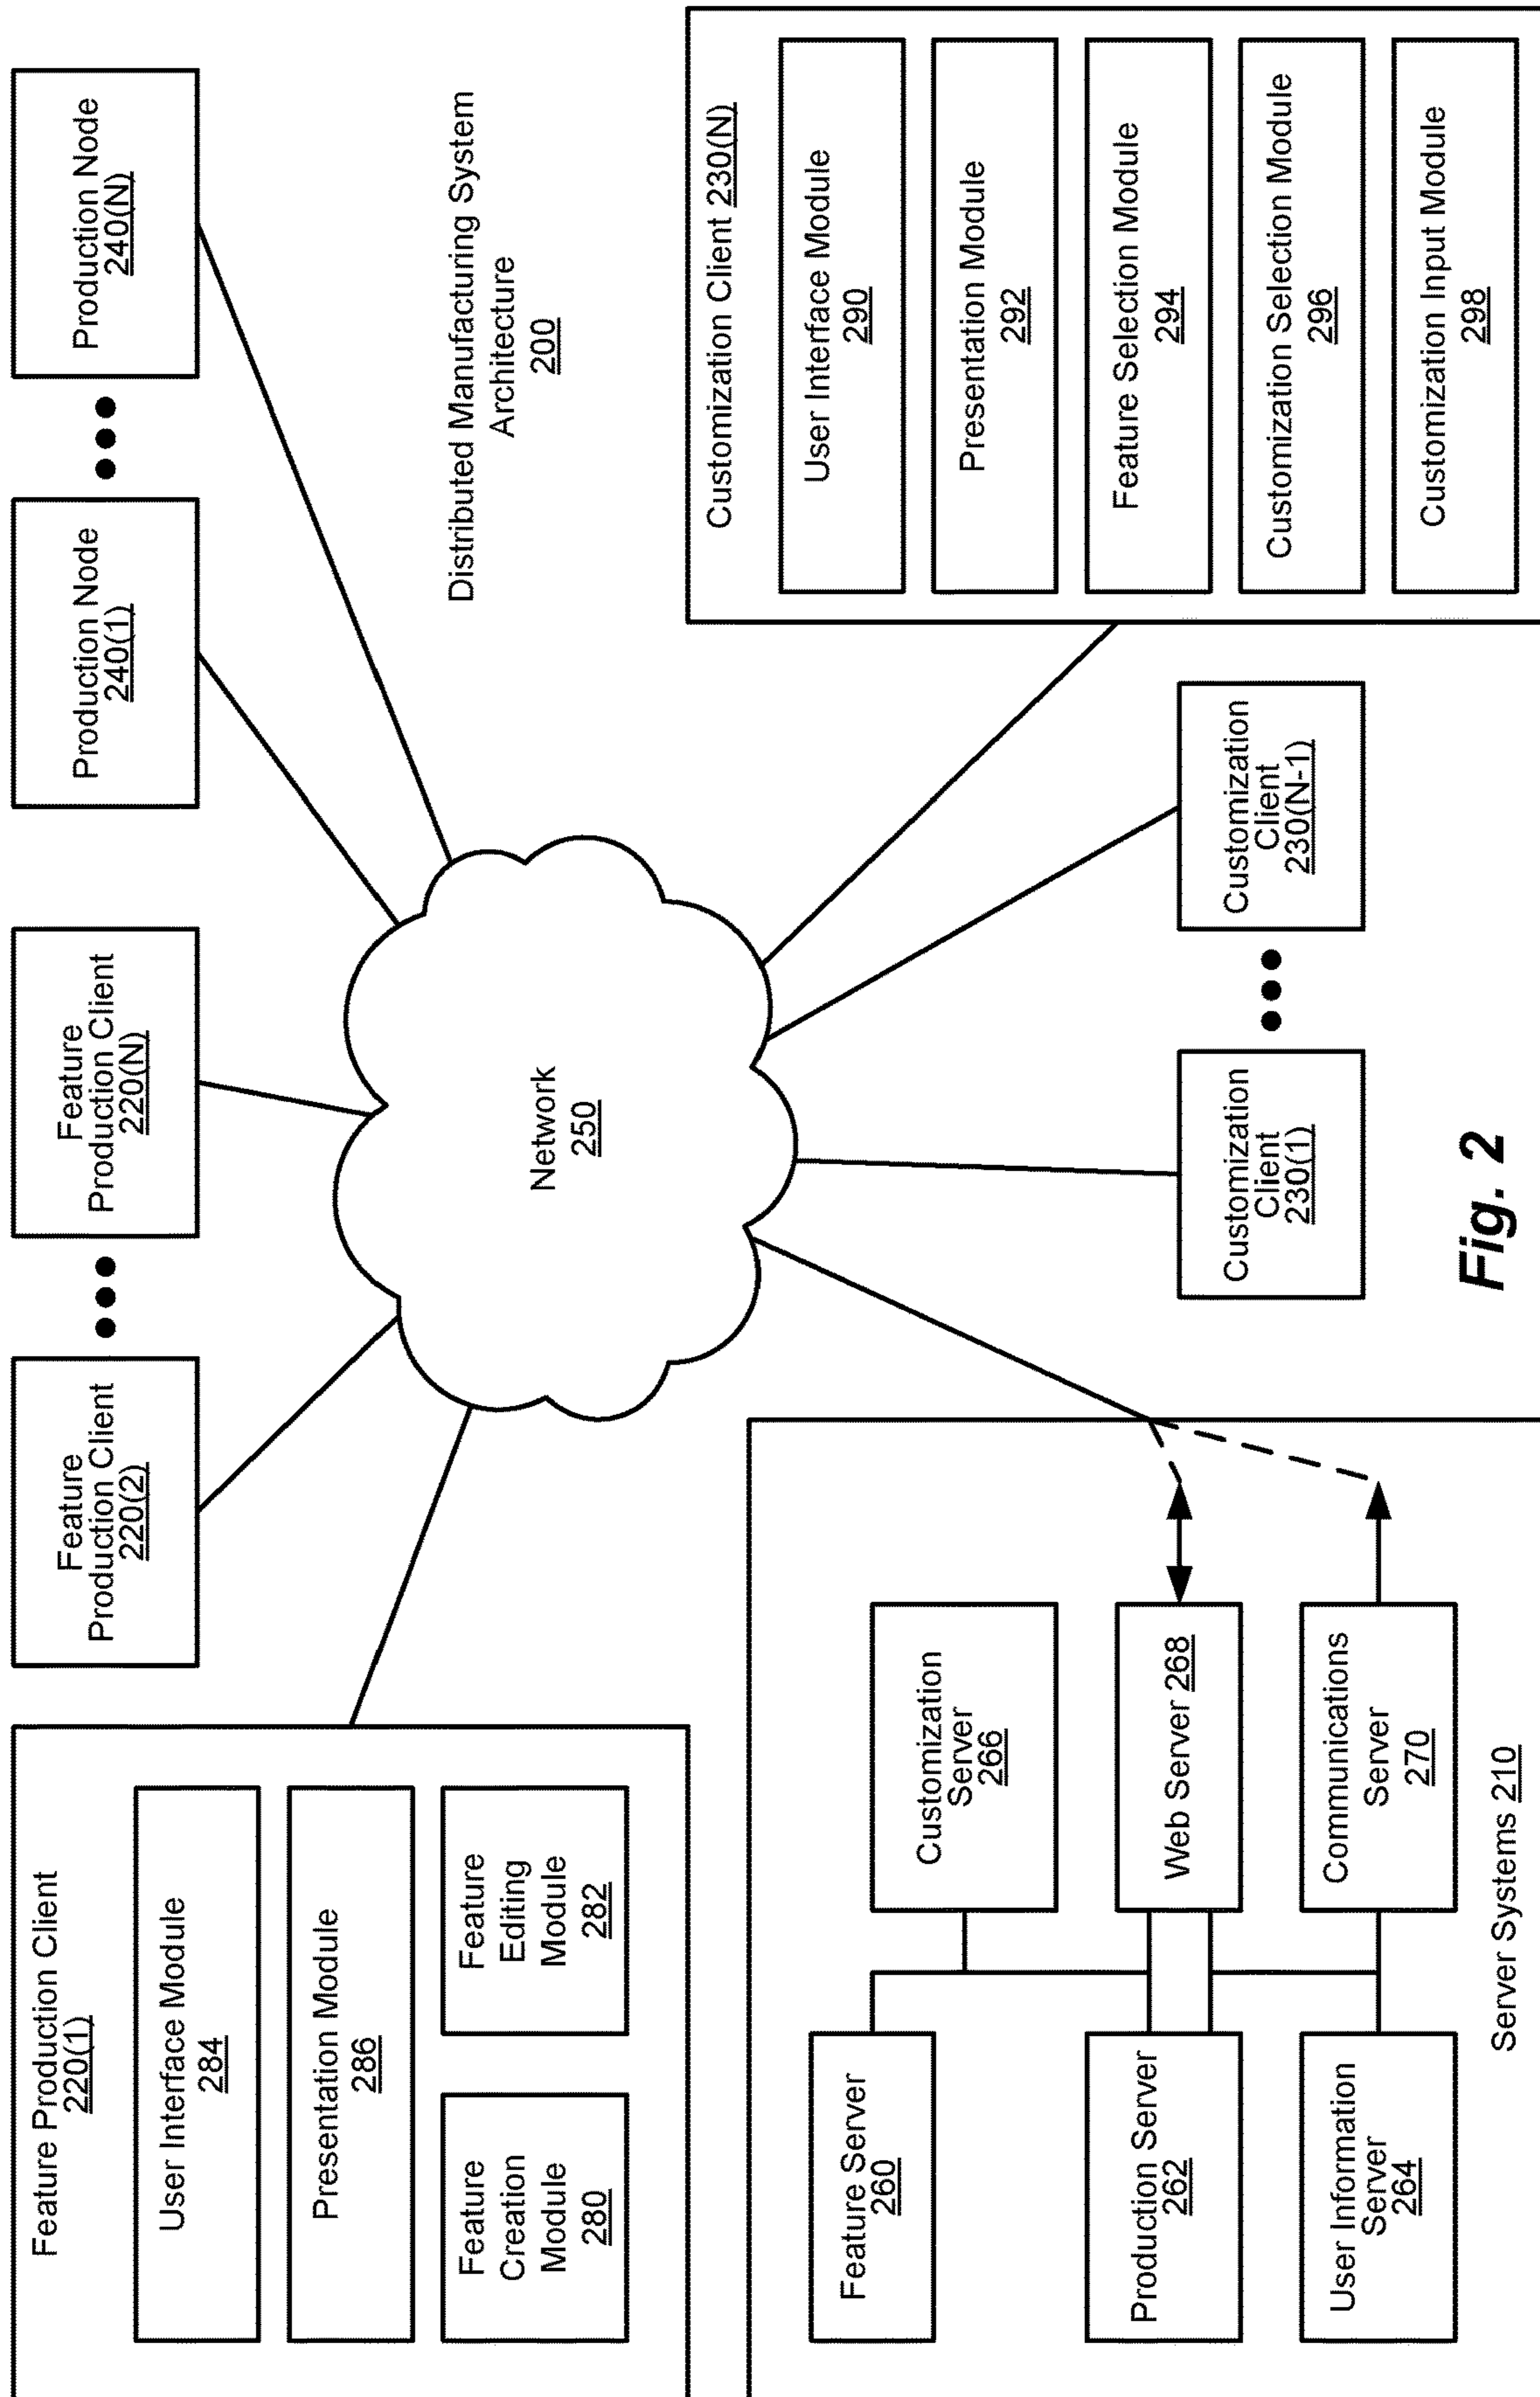 Feature Production Client
220(1)
User Interface Module
284
Presentation Module
286
Feature
Creation
Module
280
Feature
Editing
Module
282
Feature
Production Client
220(2)
Feature
Production Client
220(N)
Production Node
240(1)
Production Node
240(N)
Distributed Manufacturing System
Architecture
200
Network
250
Feature Server
260
Production Server
262
User Information
Server
264
Customization
Server
266
Web Server 268
Communications
Server
270
Server Systems 210
Customization
Client
230(1)
Customization
Client
230(N-1)
Customization Client 230(N)
User Interface Module
290
Presentation Module
292
Feature Selection Module
294
Customization Selection Module
296
Customization Input Module
298
Fig. 2